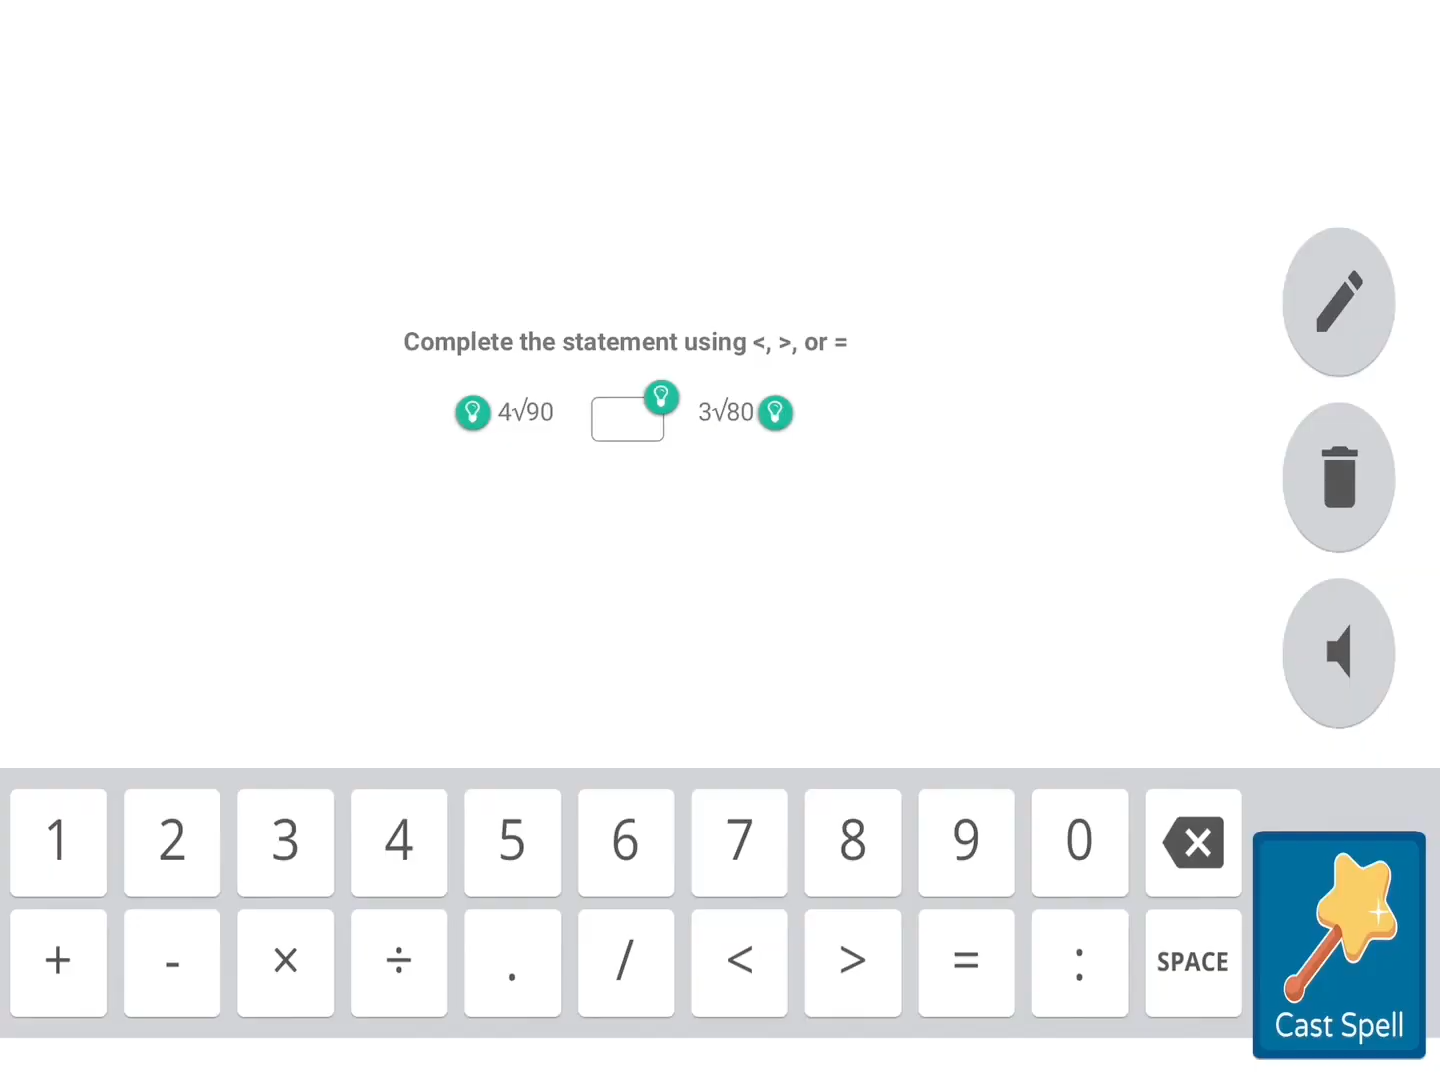 Complete the statement using <, >, or =
4√90 3√80
1 2 3 4 5 6 7 8 9 0
+ - × ÷ . / < > = : SPACE
Cast Spell